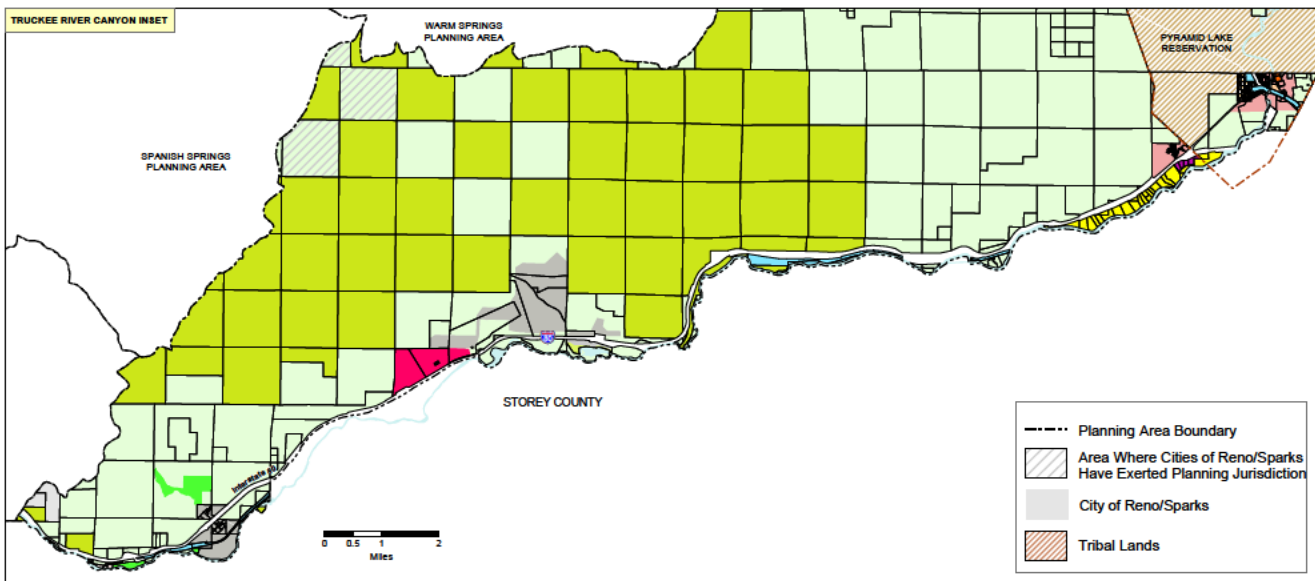 TRUCKEE RIVER CANYON INSET
WARM SPRINGS
PLANNING AREA
PYRAMID LAKE
RESERVATION
SPANISH SPRINGS
PLANNING AREA
80
STOREY COUNTY
Interstate 80
0 0.5 1 2
Miles
Planning Area Boundary
Area Where Cities of Reno/Sparks
Have Exerted Planning Jurisdiction
City of Reno/Sparks
Tribal Lands